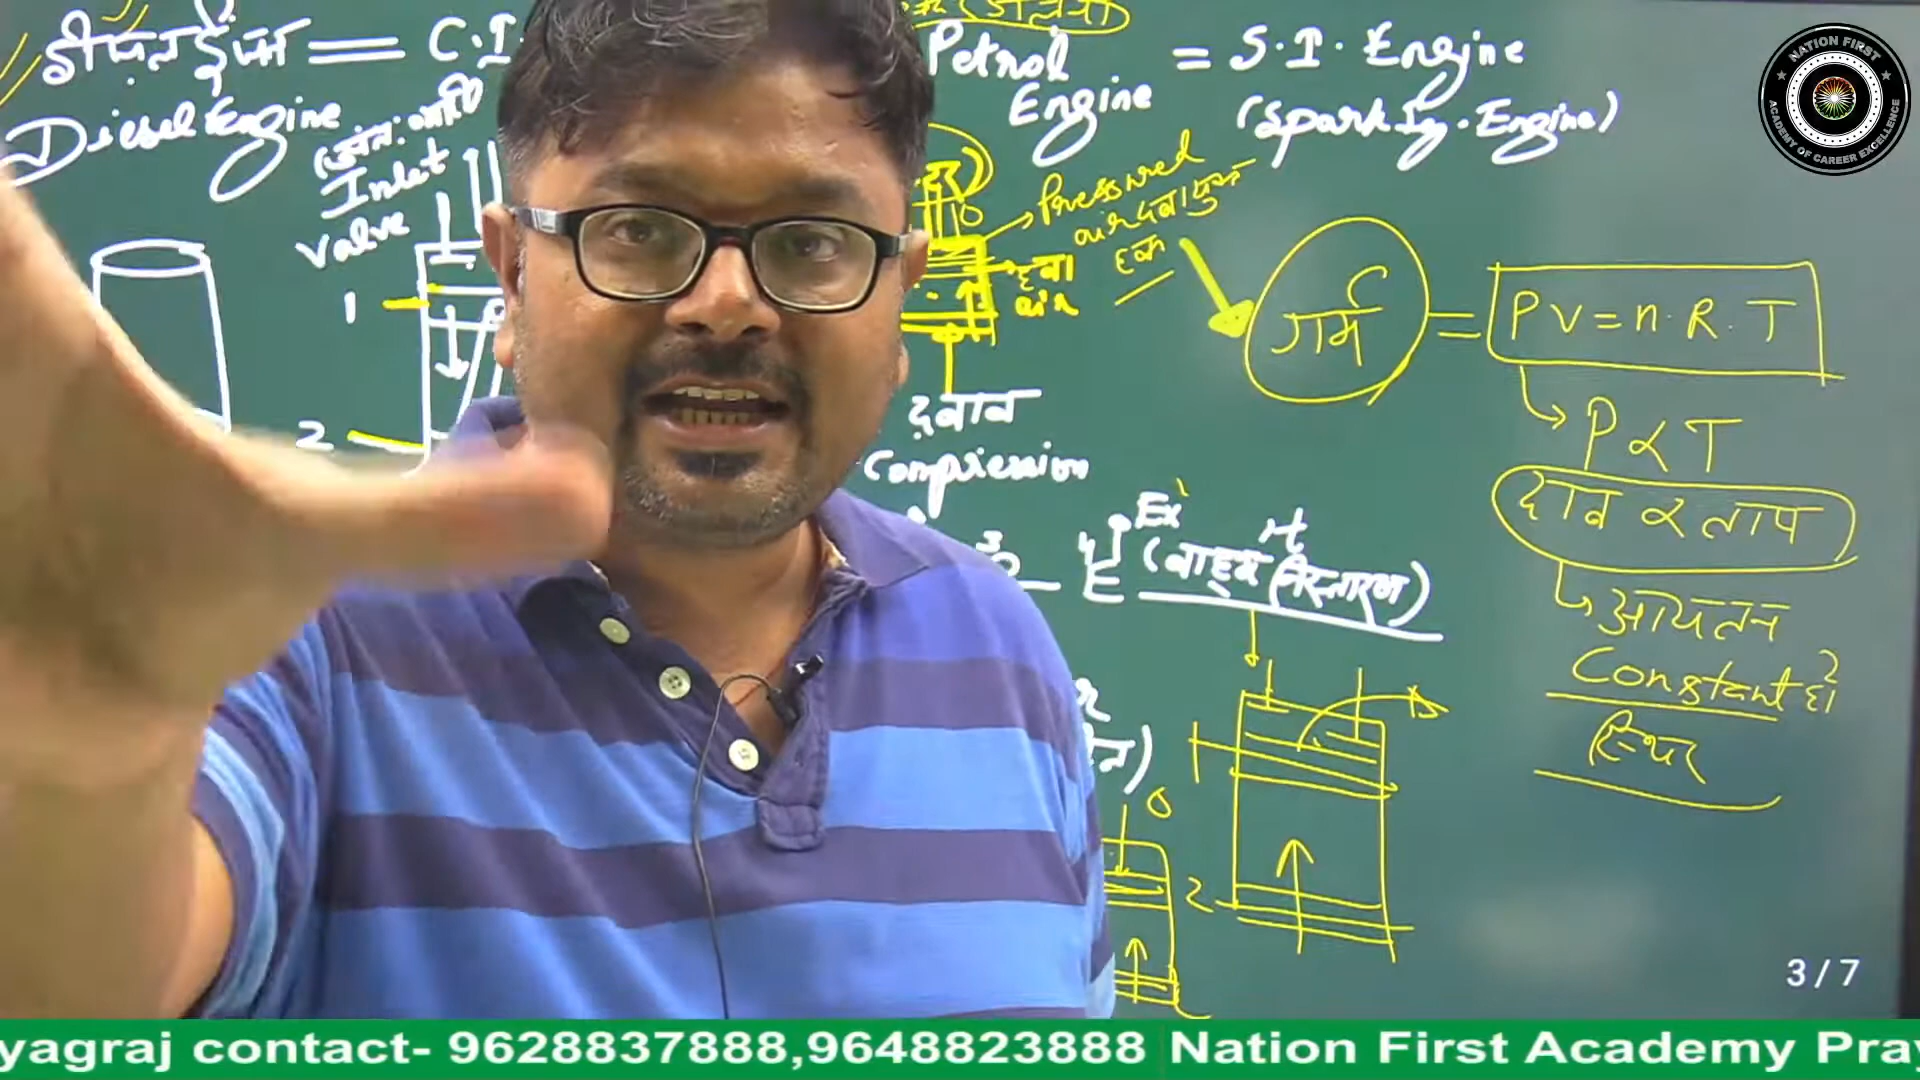 डीजल ईंजन = C.I.
Diesel Engine
Inlet
Valve
1
2
Petrol
Engine
= S.I. Engine
(Spark Ig. Engine)
Pressured
air
हवा
air
दबाव
Compression
गर्म = PV = n.R.T
P α T
दाब α ताप
आयतन
Constant हो
स्थिर
Ex
(वाह्य निस्तारण)
1
2
NATION FIRST
ACADEMY OF CAREER EXCELLENCE
3 / 7
yagraj contact- 9628837888,9648823888 Nation First Academy Pray